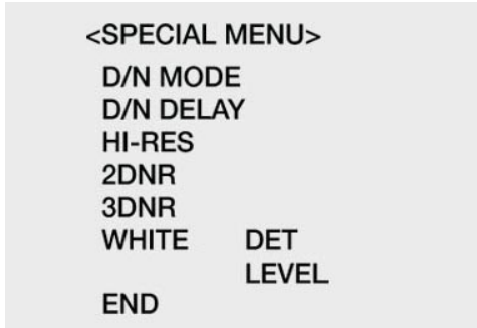 <SPECIAL MENU>
D/N MODE
D/N DELAY
HI-RES
2DNR
3DNR
WHITE DET
LEVEL
END